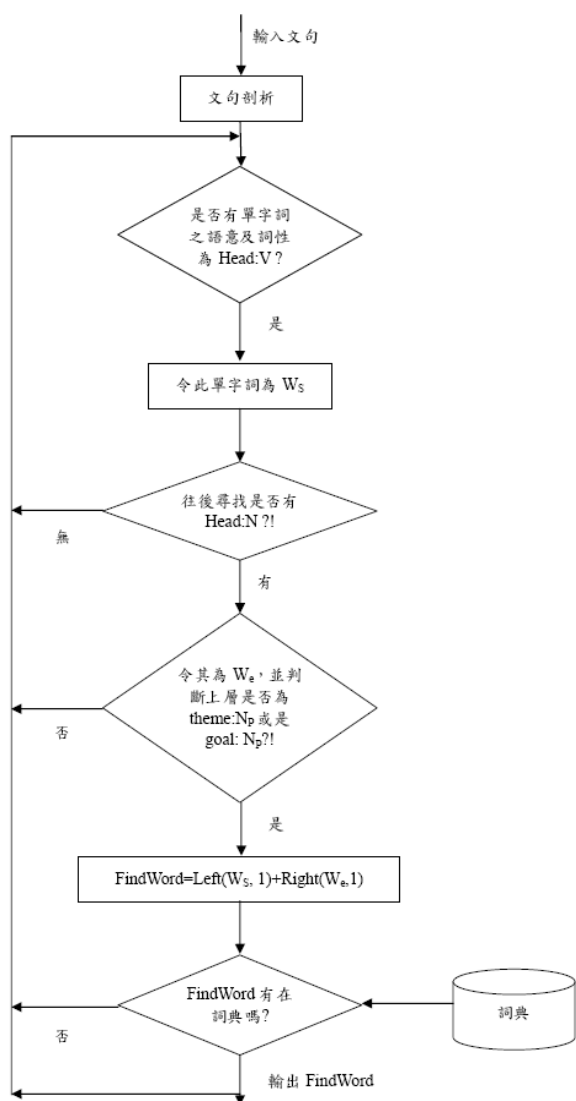 輸入文句
文句剖析
是否有單字詞
之語意及詞性
為 Head:V ?
是
令此單字詞為 WS
往後尋找是否有
Head:N ?!
無
有
令其為 We，並判
斷上層是否為
theme:NP 或是
goal: NP?!
否
是
FindWord=Left(WS, 1)+Right(We,1)
FindWord 有在
詞典嗎?
詞典
否
輸出 FindWord